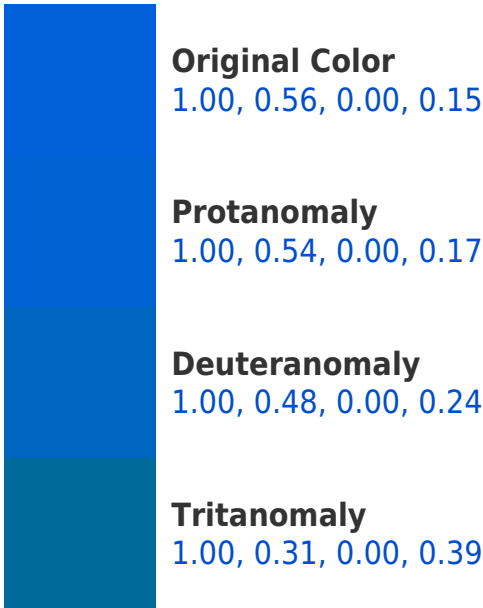 Original Color
1.00, 0.56, 0.00, 0.15
Protanomaly
1.00, 0.54, 0.00, 0.17
Deuteranomaly
1.00, 0.48, 0.00, 0.24
Tritanomaly
1.00, 0.31, 0.00, 0.39